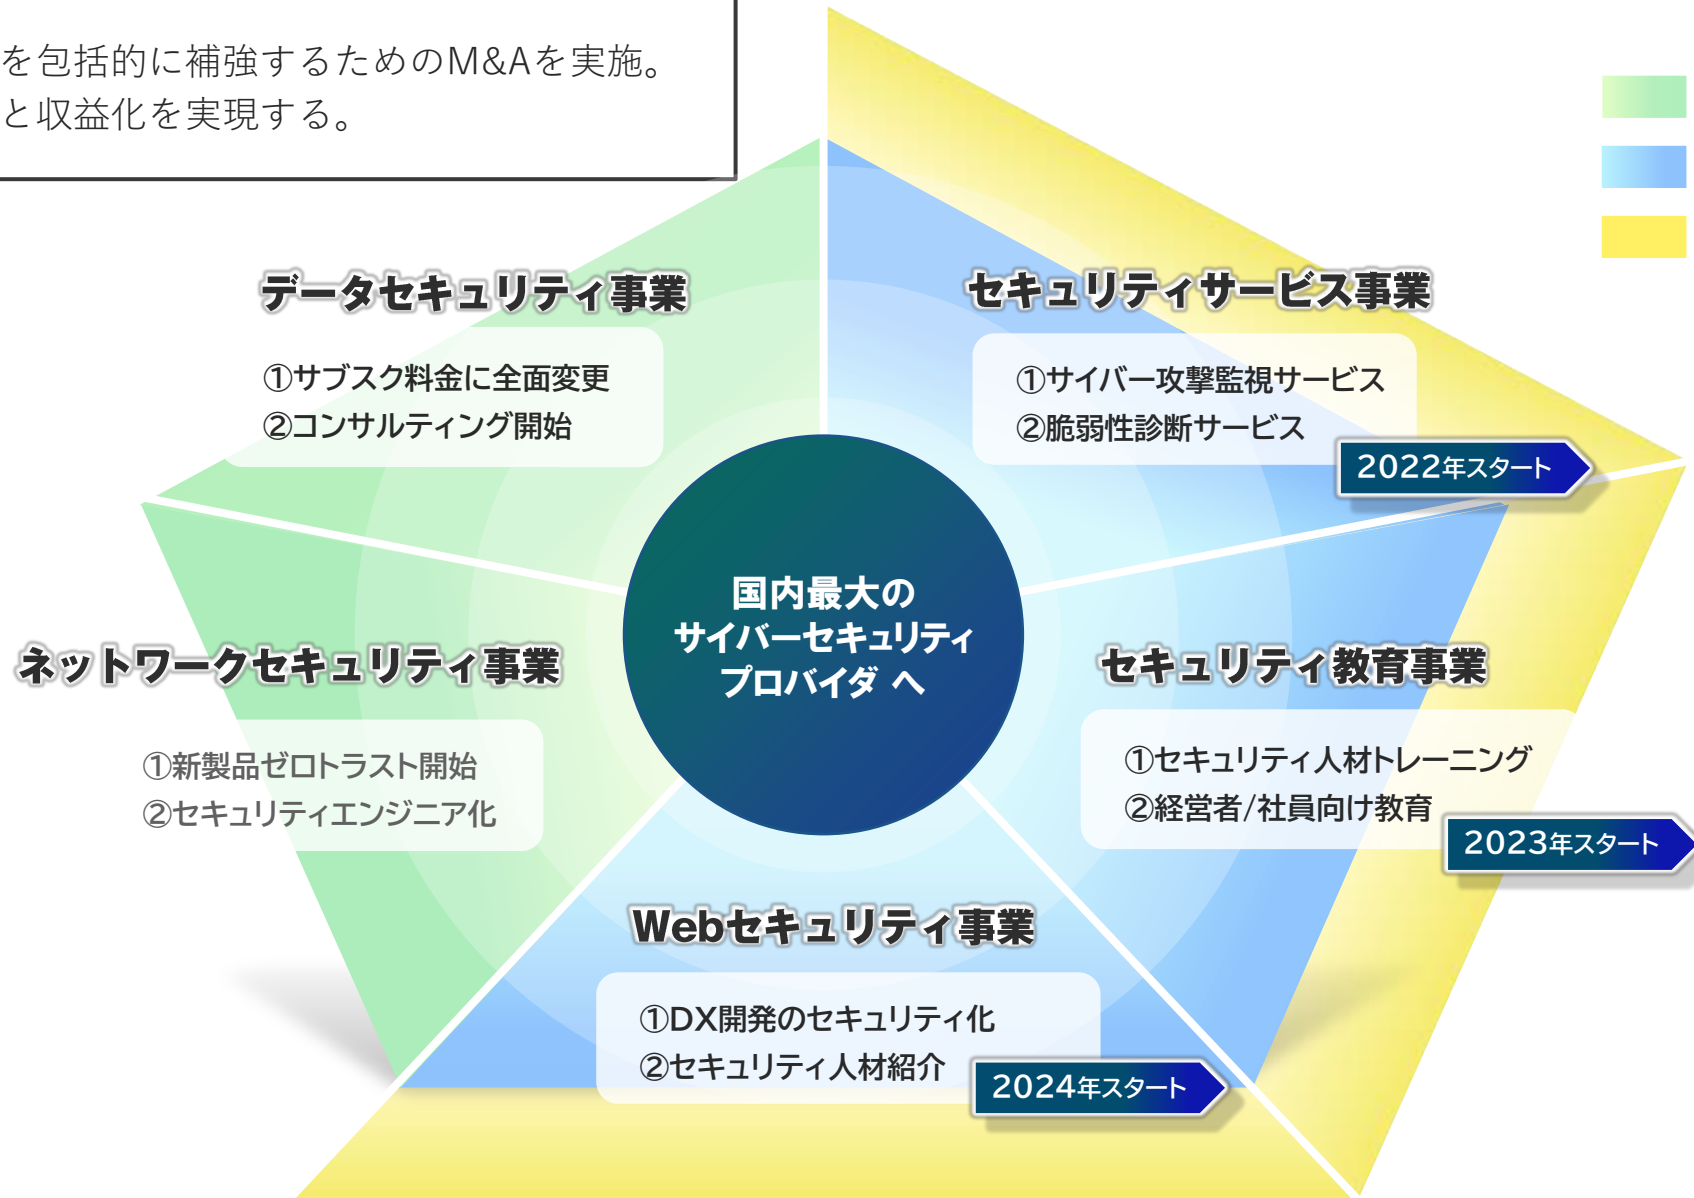 を包括的に補強するためのM&Aを実施。
と収益化を実現する。
データセキュリティ事業
①サブスク料金に全面変更
②コンサルティング開始
セキュリティサービス事業
①サイバー攻撃監視サービス
②脆弱性診断サービス
2022年スタート
国内最大の
サイバーセキュリティ
プロバイダ へ
ネットワークセキュリティ事業
①新製品ゼロトラスト開始
②セキュリティエンジニア化
セキュリティ教育事業
①セキュリティ人材トレーニング
②経営者/社員向け教育
2023年スタート
Webセキュリティ事業
①DX開発のセキュリティ化
②セキュリティ人材紹介
2024年スタート